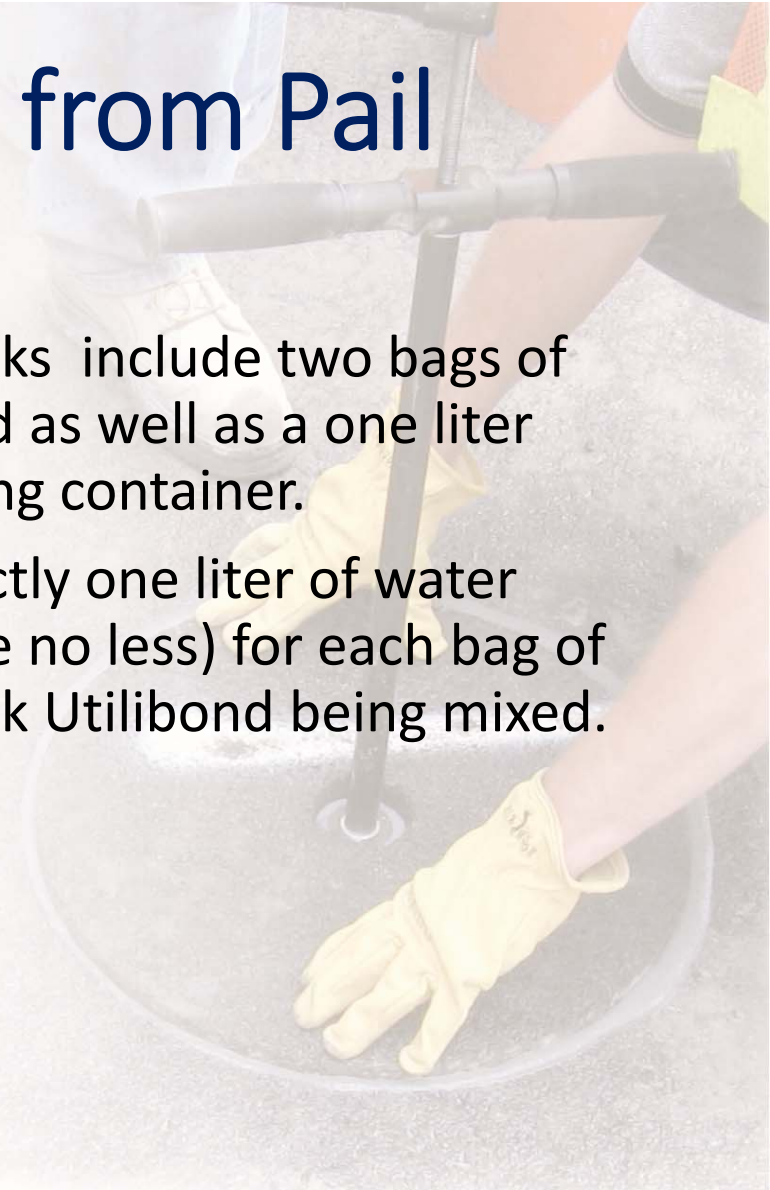 from Pail
ks include two bags of
d as well as a one liter
ng container.
ctly one liter of water
e no less) for each bag of
k Utilibond being mixed.